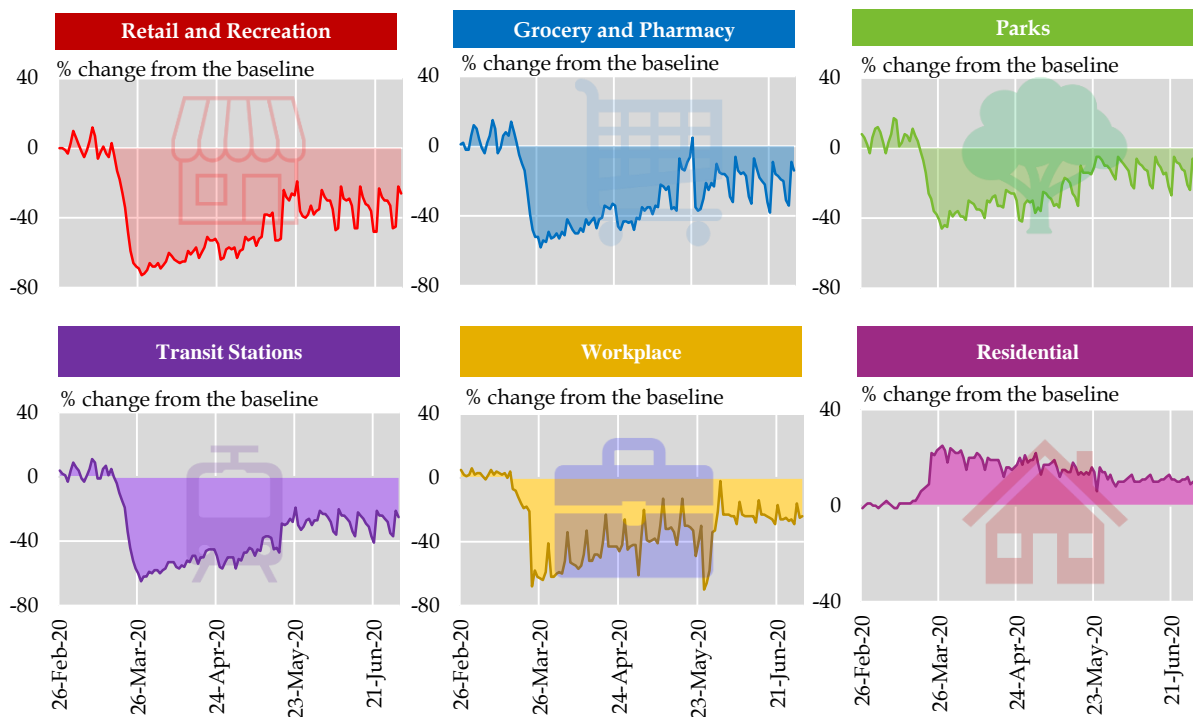 Retail and Recreation
Grocery and Pharmacy
Parks
% change from the baseline
% change from the baseline
% change from the baseline
40
0
-40
-80
40
0
-40
-80
40
0
-40
-80
Transit Stations
Workplace
Residential
% change from the baseline
% change from the baseline
% change from the baseline
40
0
-40
-80
40
0
-40
-80
40
0
-40
26-Feb-20
26-Mar-20
24-Apr-20
23-May-20
21-Jun-20
26-Feb-20
26-Mar-20
24-Apr-20
23-May-20
21-Jun-20
26-Feb-20
26-Mar-20
24-Apr-20
23-May-20
21-Jun-20